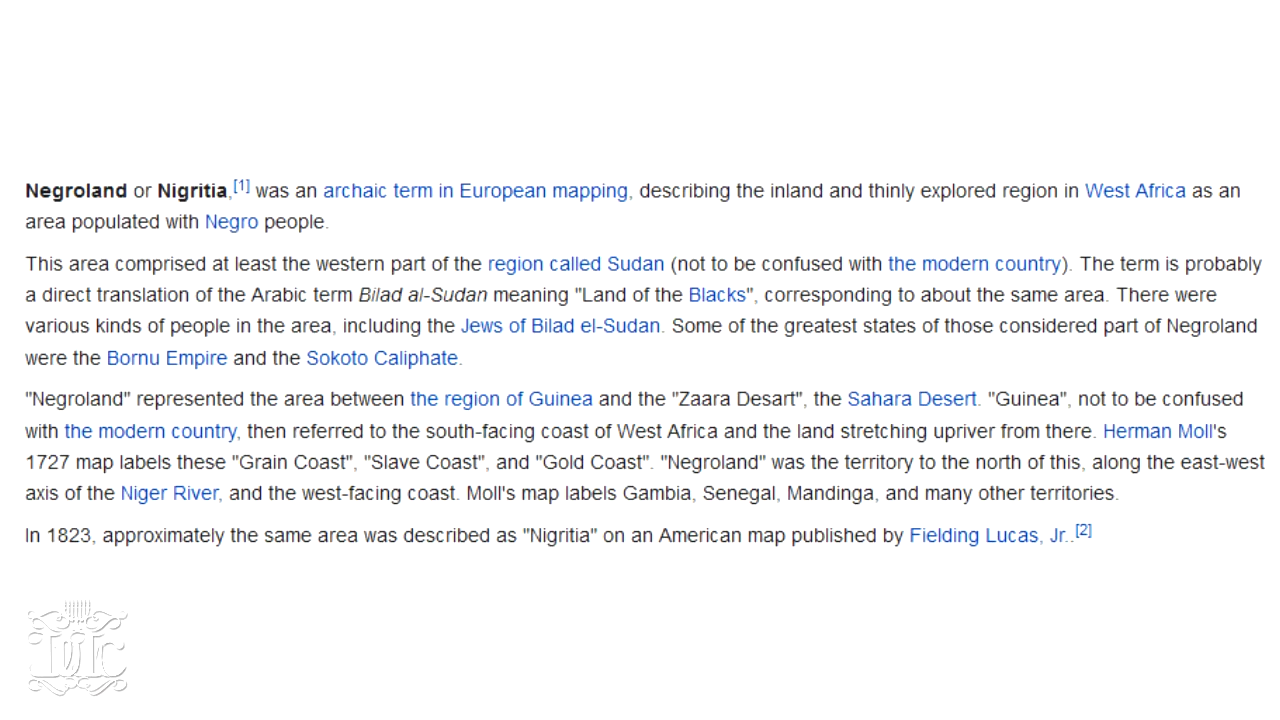 Negroland or Nigritia,[1] was an archaic term in European mapping, describing the inland and thinly explored region in West Africa as an
area populated with Negro people.
This area comprised at least the western part of the region called Sudan (not to be confused with the modern country). The term is probably
a direct translation of the Arabic term Bilad al-Sudan meaning "Land of the Blacks", corresponding to about the same area. There were
various kinds of people in the area, including the Jews of Bilad el-Sudan. Some of the greatest states of those considered part of Negroland
were the Bornu Empire and the Sokoto Caliphate.
"Negroland" represented the area between the region of Guinea and the "Zaara Desart", the Sahara Desert. "Guinea", not to be confused
with the modern country, then referred to the south-facing coast of West Africa and the land stretching upriver from there. Herman Moll's
1727 map labels these "Grain Coast", "Slave Coast", and "Gold Coast". "Negroland" was the territory to the north of this, along the east-west
axis of the Niger River, and the west-facing coast. Moll's map labels Gambia, Senegal, Mandinga, and many other territories.
In 1823, approximately the same area was described as "Nigritia" on an American map published by Fielding Lucas, Jr..[2]